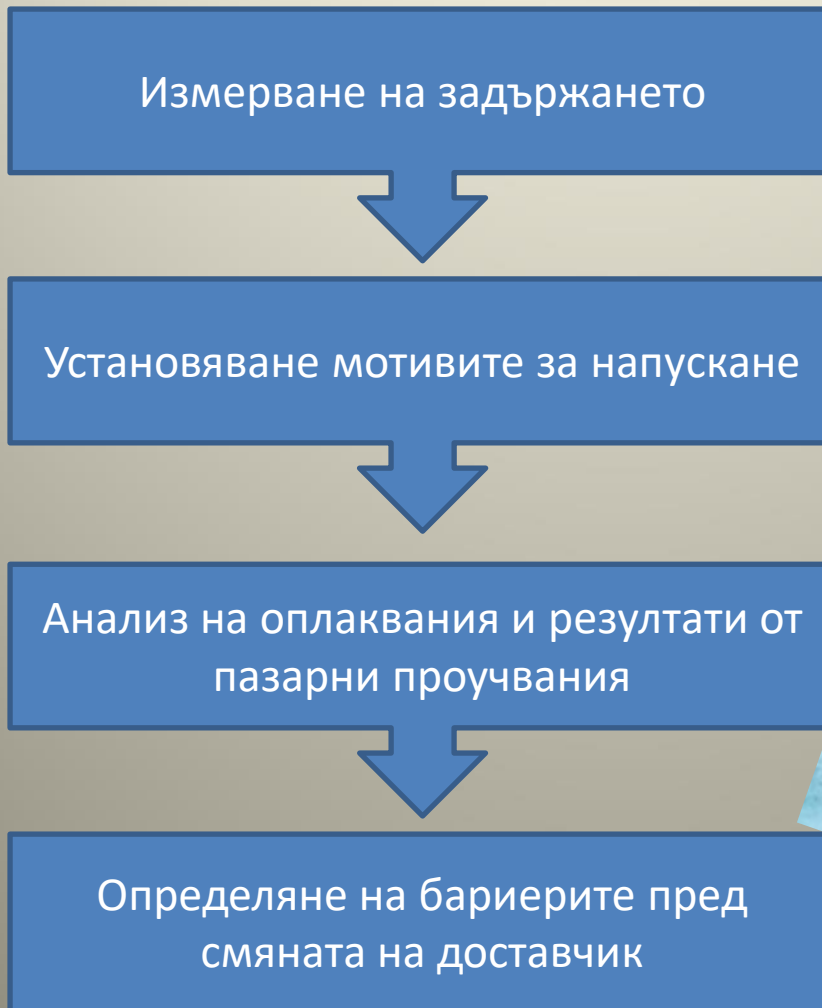 Измерване на задържането
Установяване мотивите за напускане
Анализ на оплаквания и резултати от
пазарни проучвания
Определяне на бариерите пред
смяната на доставчик